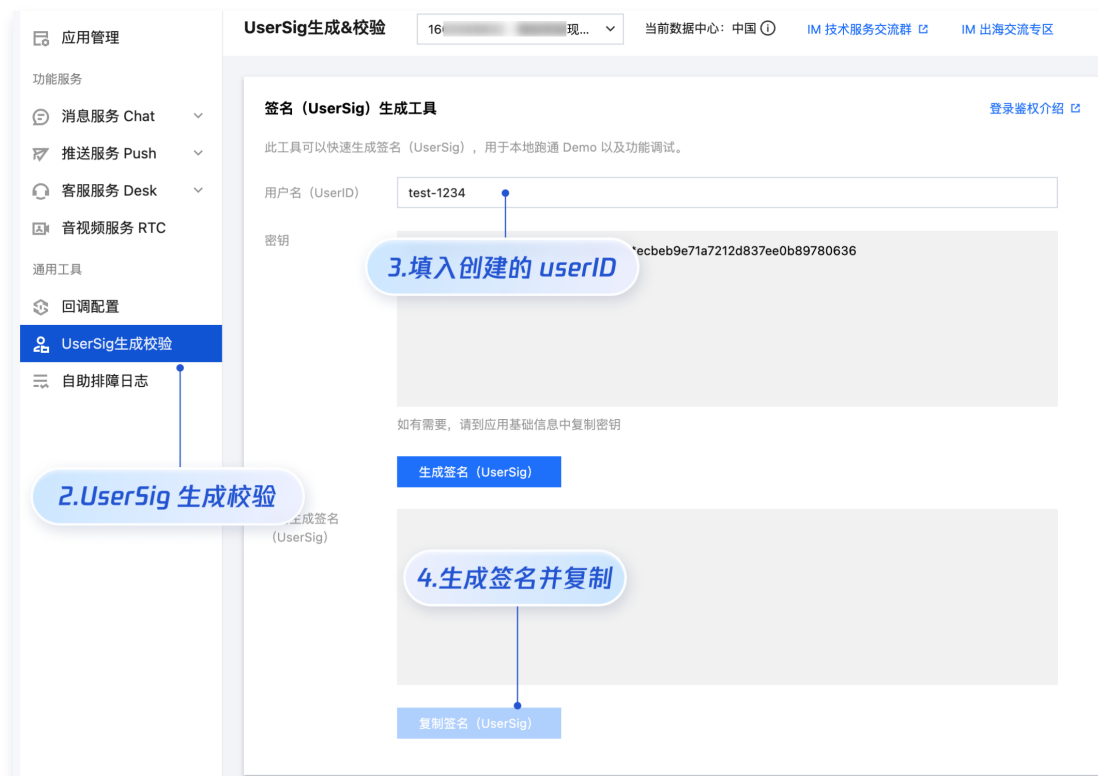 应用管理
功能服务
消息服务 Chat
推送服务 Push
客服服务 Desk
音视频服务 RTC
通用工具
回调配置
UserSig生成校验
自助排障日志
2.UserSig 生成校验
UserSig生成&校验
16
现...
当前数据中心：中国
IM 技术服务交流群
IM 出海交流专区
签名（UserSig）生成工具
登录鉴权介绍
此工具可以快速生成签名（UserSig），用于本地跑通 Demo 以及功能调试。
用户名（UserID）
test-1234
密钥
ecbeb9e71a7212d837ee0b89780636
3.填入创建的 userID
如有需要，请到应用基础信息中复制密钥
生成签名（UserSig）
生成签名
（UserSig）
4.生成签名并复制
复制签名（UserSig）